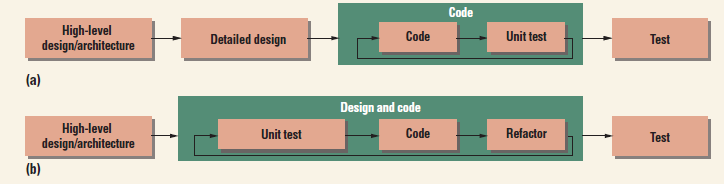 Code
High-level
design/architecture
Detailed design
Code
Unit test
Test
(a)
Design and code
High-level
design/architecture
Unit test
Code
Refactor
Test
(b)